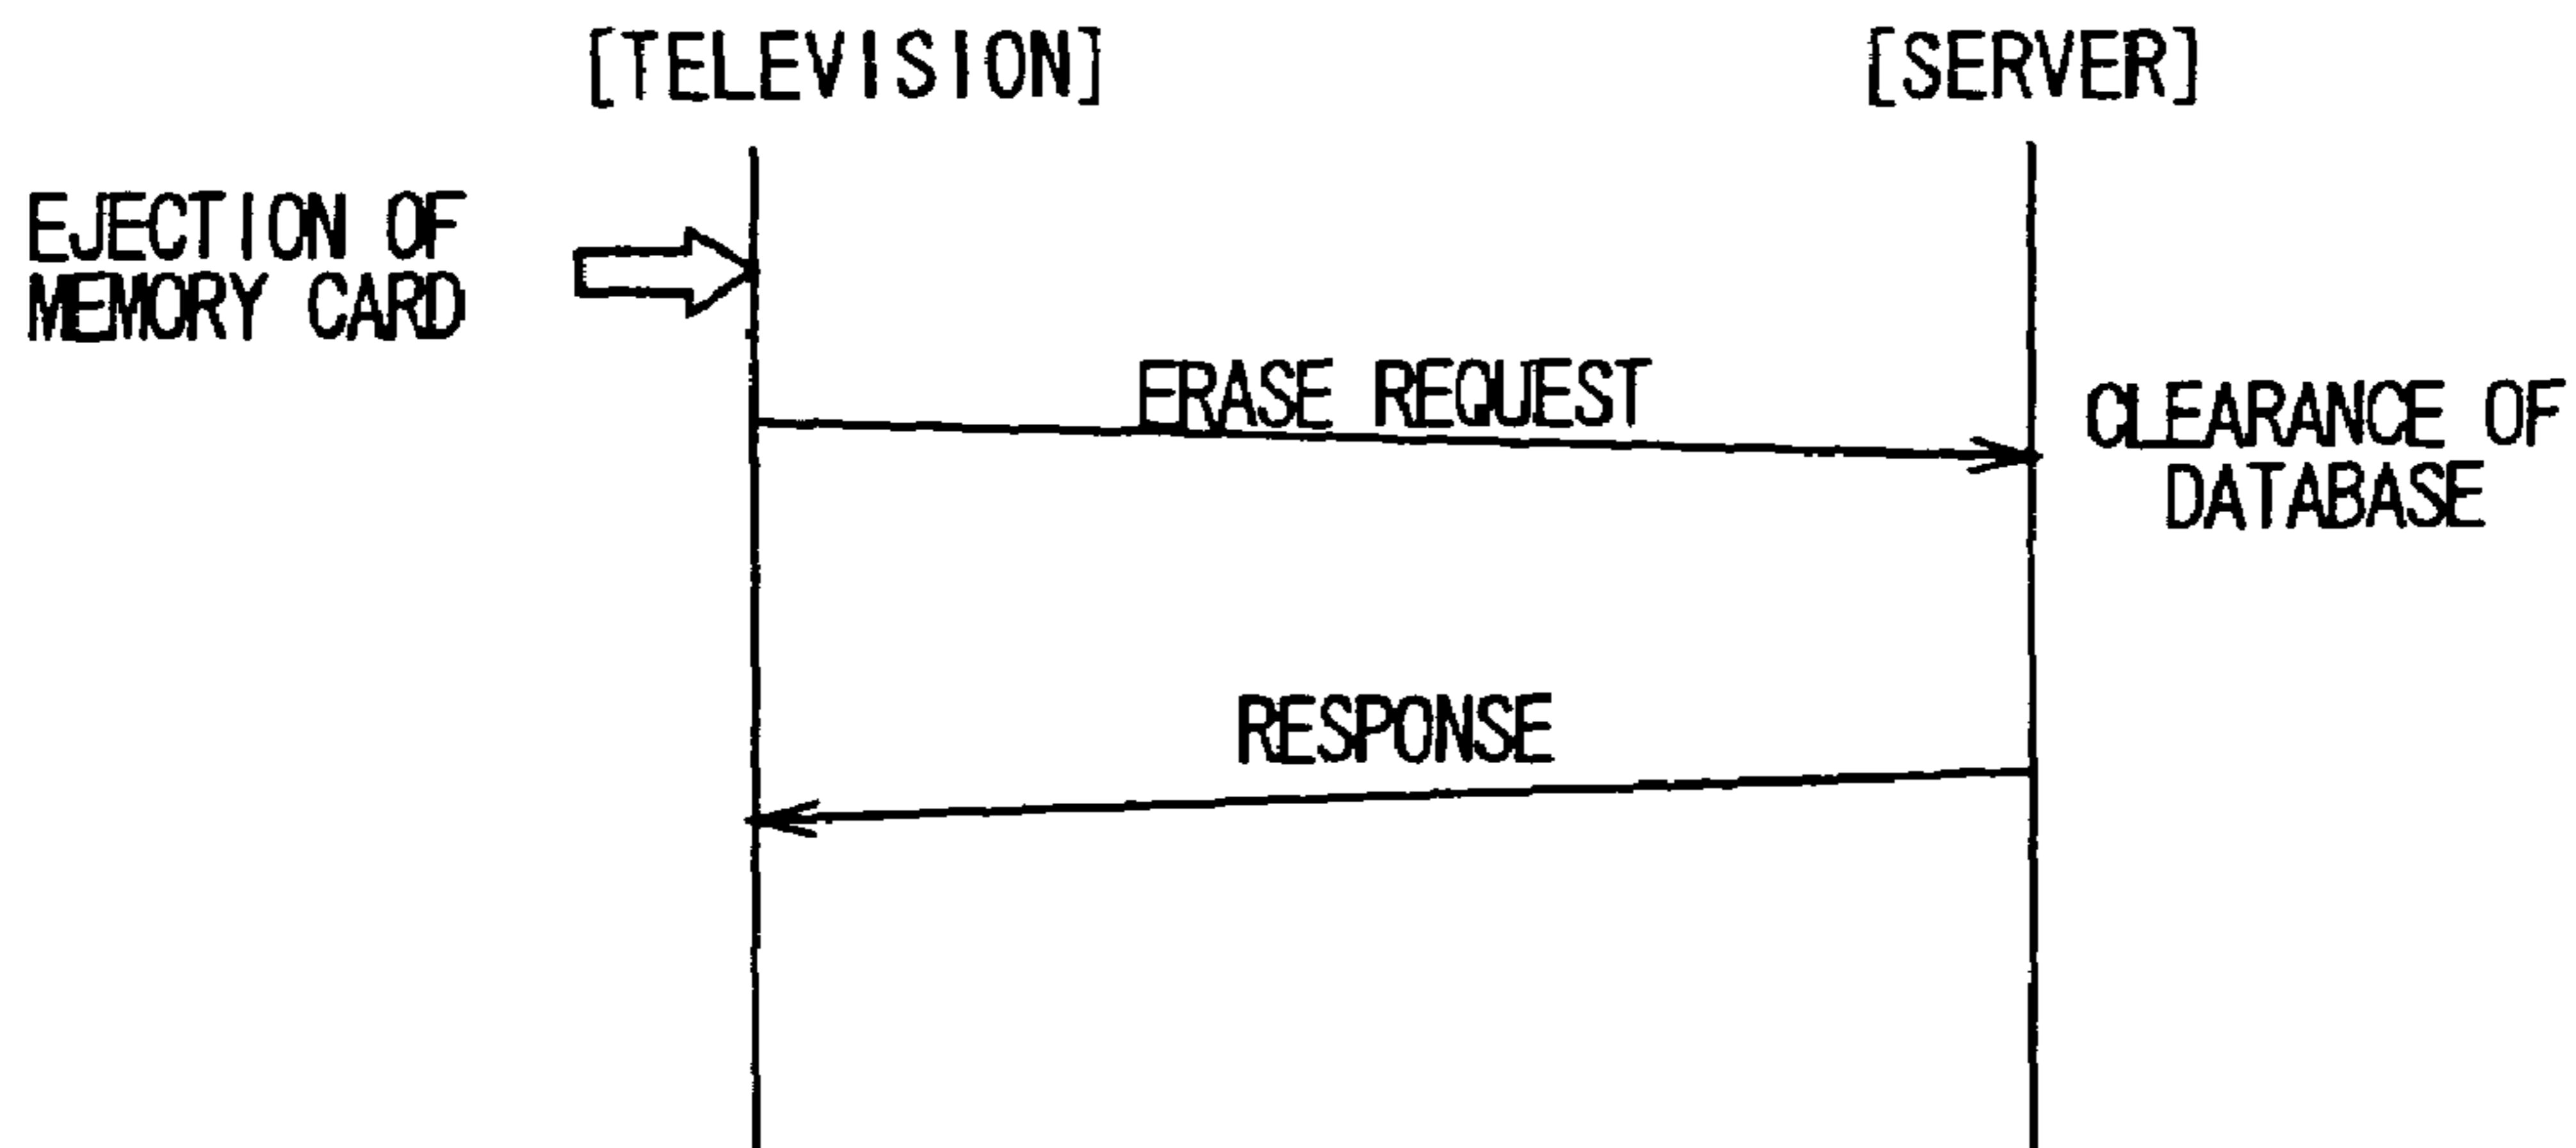 [TELEVISION]
[SERVER]
EJECTION OF
MEMORY CARD
ERASE REQUEST
CLEARANCE OF
DATABASE
RESPONSE